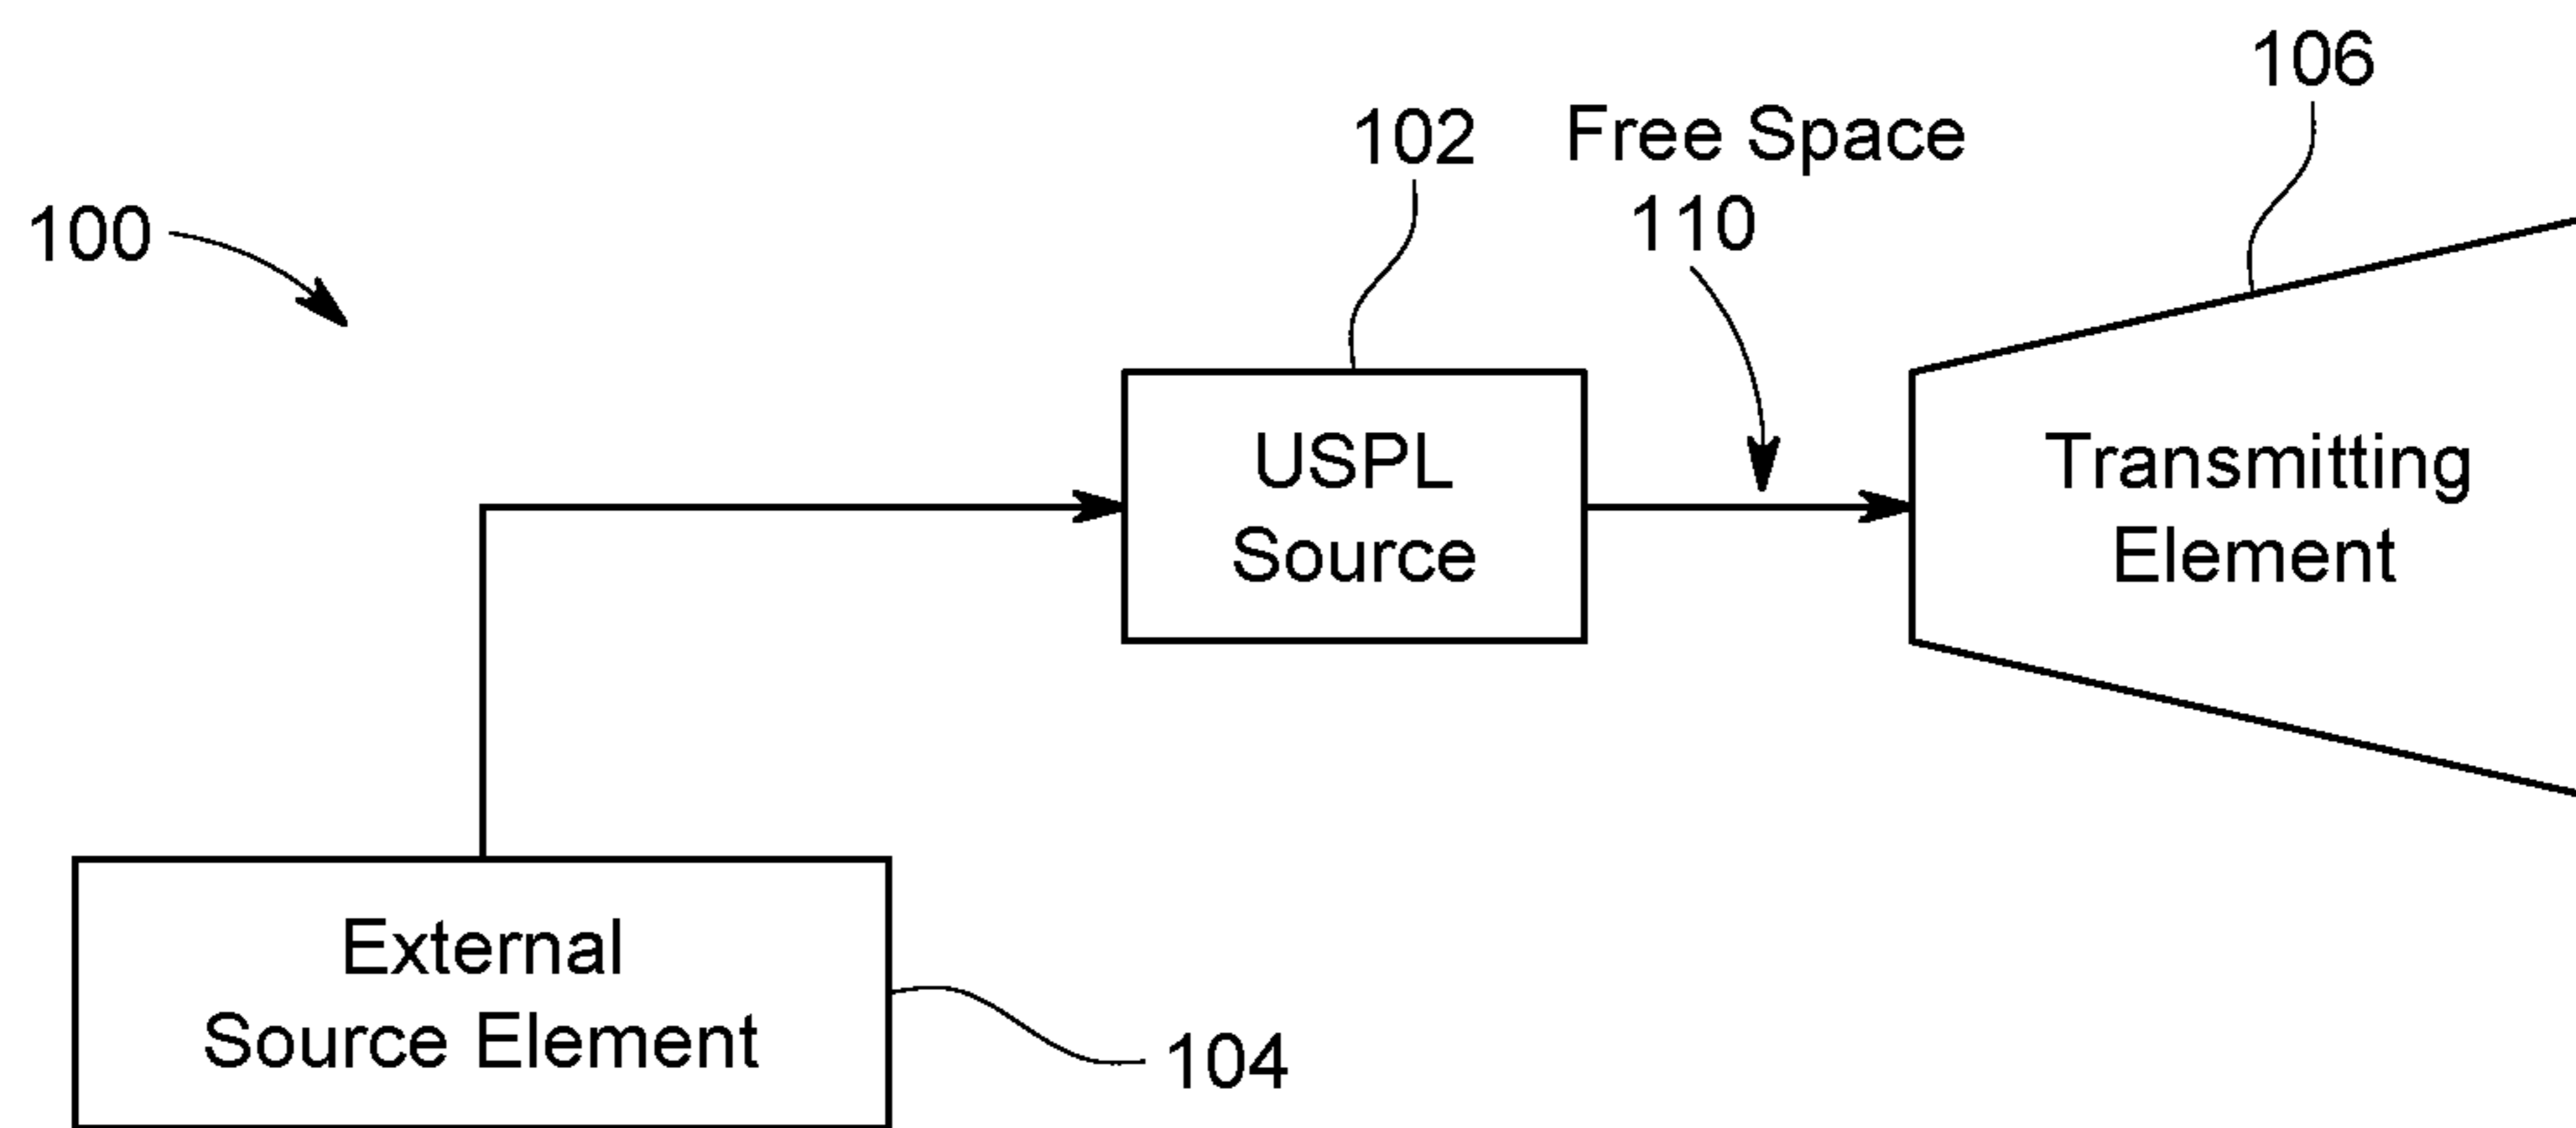 106
102
Free Space
110
100
USPL
Source
Transmitting
Element
External
Source Element
104